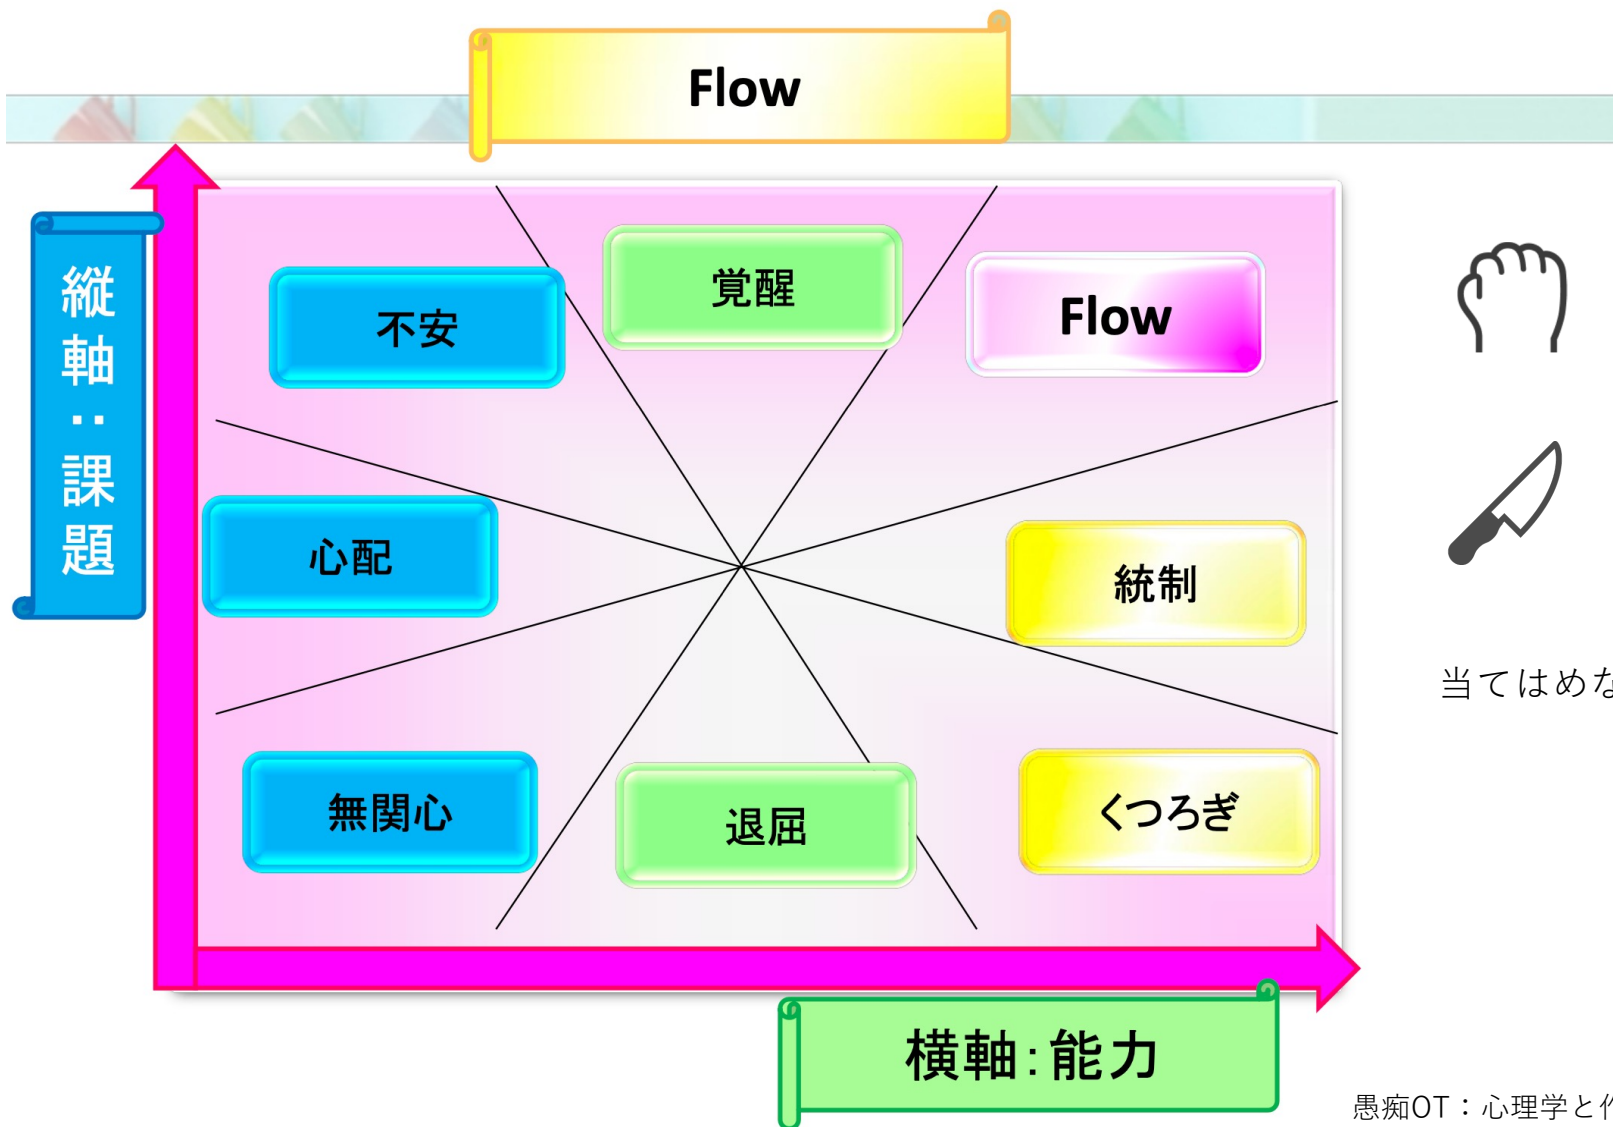 Flow
縦軸：課題
不安
覚醒
Flow
心配
統制
無関心
退屈
くつろぎ
当てはめな
横軸：能力
愚痴OT：心理学と作